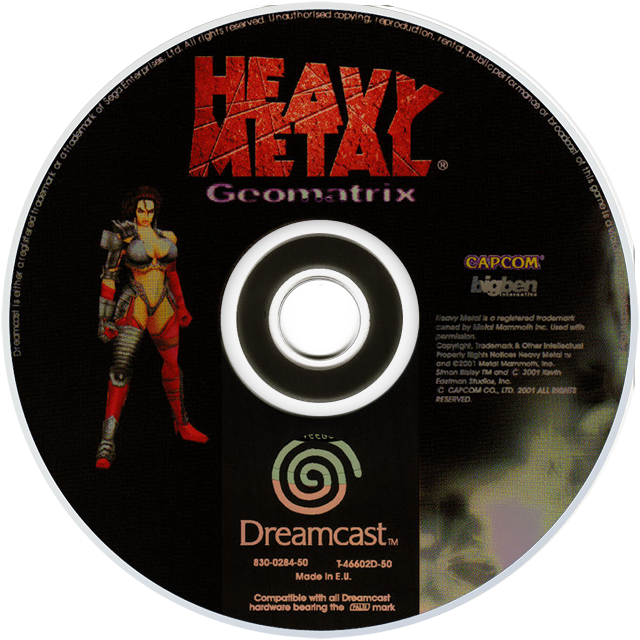 Dreamcast is either a registered trademark or a trademark of Sega Enterprises, Ltd. All rights reserved. Unauthorised copying, reproduction, rental, public performance or broadcast of this game is a
HEAVY
METAL®
Geomatrix
CAPCOM®
bigben
interactive
Heavy Metal is a registered trademark
owned by Metal Mammoth Inc. Used with
permission.
Copyright, Trademark & Other Intellectual
Property Rights Notices Heavy Metal TM
and ©2001 Metal Mammoth, Inc.
Simon Bisley TM and © 2001 Kevin
Eastman Studios, Inc.
© CAPCOM CO., LTD. 2001 ALL RIGHTS
RESERVED.
Dreamcast™
830-0284-50 T-46602D-50
Made in E.U.
Compatible with all Dreamcast
hardware bearing the PAL/E mark